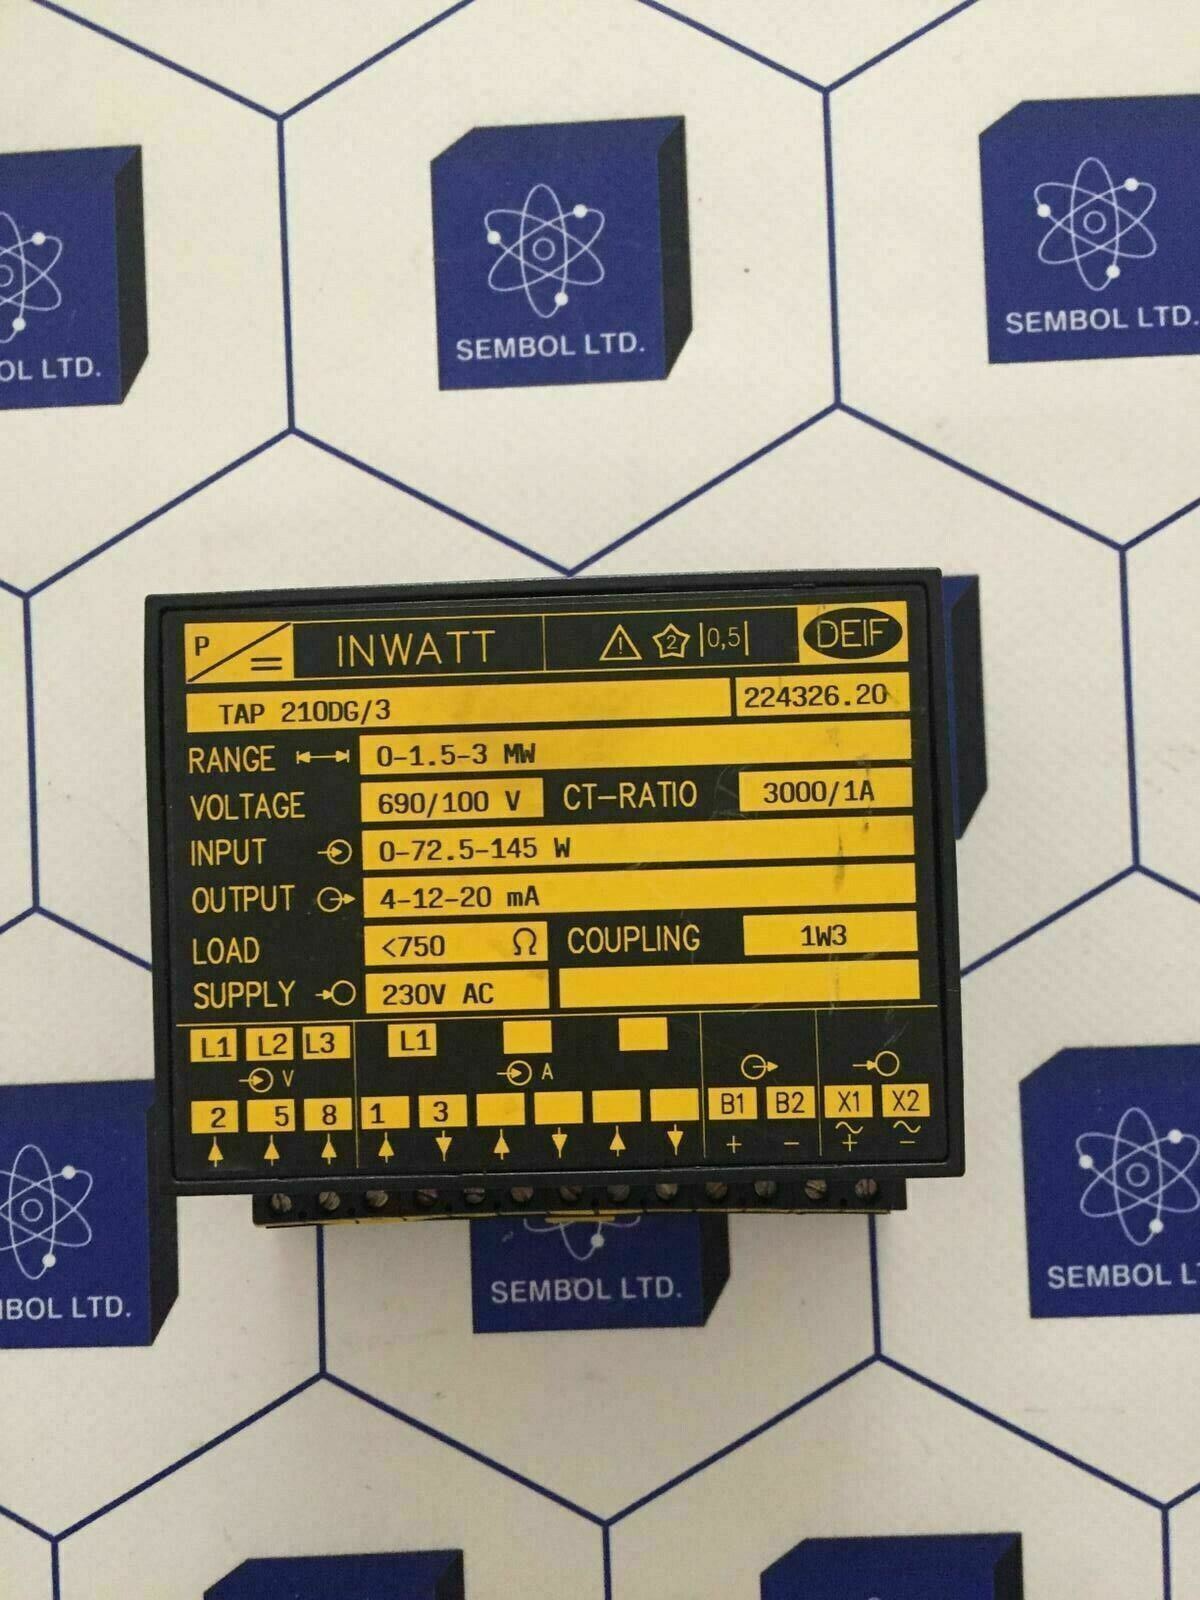 SEMBOL LTD.
SEMBOL LTD.
OL LTD.
P INWATT 2 |0,5| DEIF
TAP 210DG/3 224326.20
RANGE 0-1.5-3 MW
VOLTAGE 690/100 V CT-RATIO 3000/1A
INPUT 0-72.5-145 W
OUTPUT 4-12-20 mA
LOAD <750 Ω COUPLING 1W3
SUPPLY 230V AC
L1 L2 L3 L1
V A
2 5 8 1 3 B1 B2 X1 X2
+ − ~+ ~−
SEMBOL LTD.
SEMBOL L
BOL LTD.